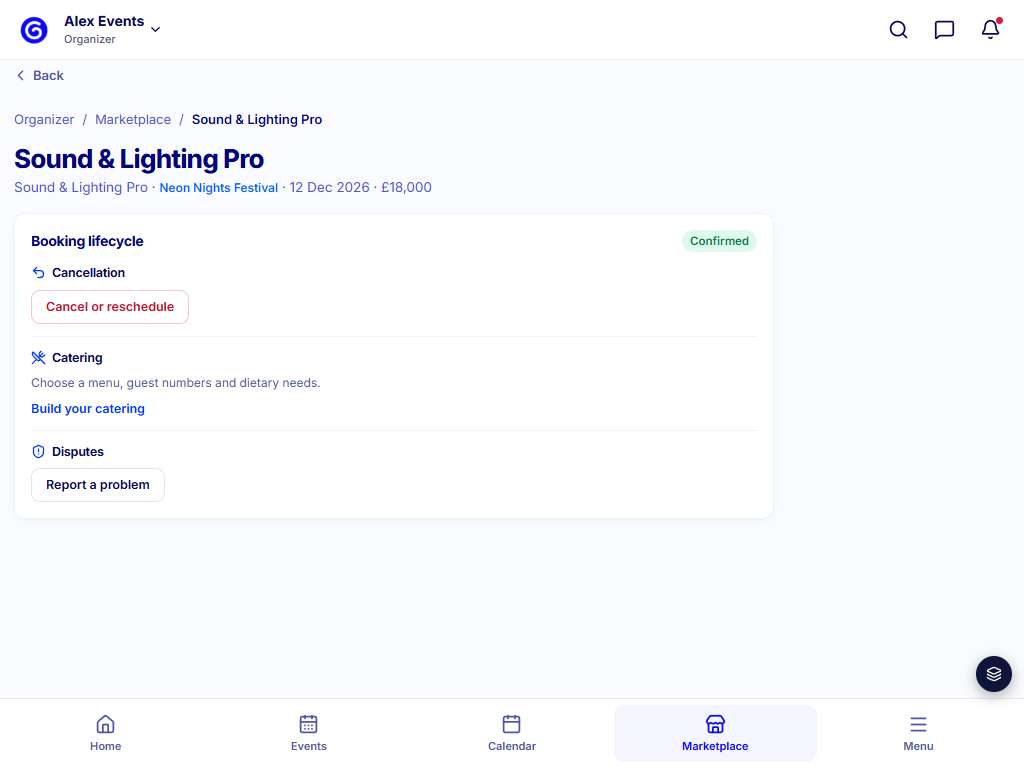 Alex Events
Organizer
Back
Organizer / Marketplace / Sound & Lighting Pro
Sound & Lighting Pro
Sound & Lighting Pro · Neon Nights Festival · 12 Dec 2026 · £18,000
Booking lifecycle
Confirmed
Cancellation
Cancel or reschedule
Catering
Choose a menu, guest numbers and dietary needs.
Build your catering
Disputes
Report a problem
Home
Events
Calendar
Marketplace
Menu